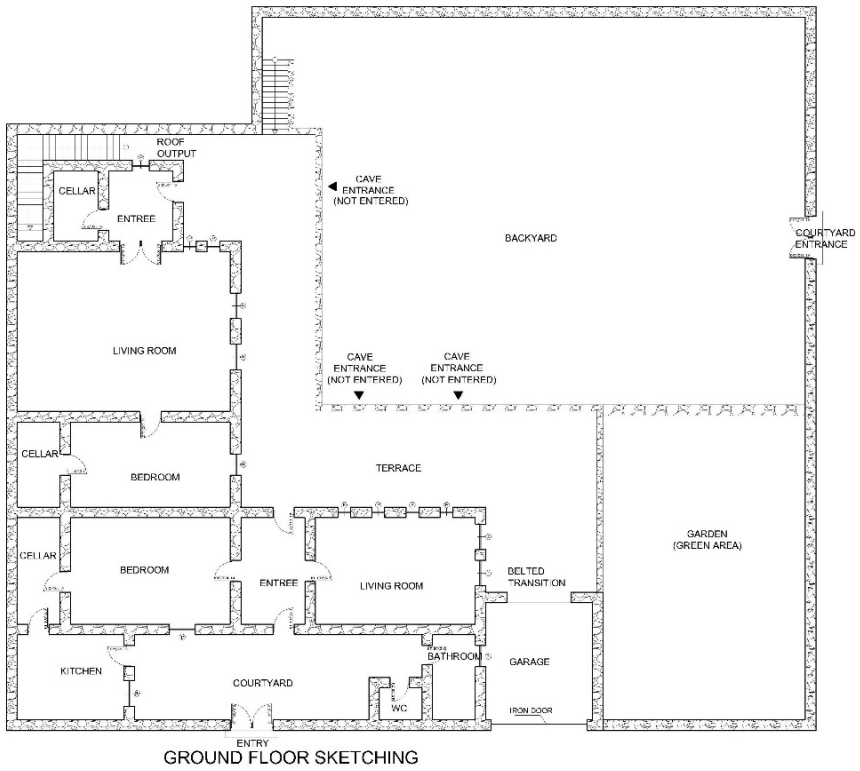 ROOF
OUTPUT
CELLAR
ENTREE
CAVE
ENTRANCE
(NOT ENTERED)
BACKYARD
COURTYARD
ENTRANCE
LIVING ROOM
CAVE
ENTRANCE
(NOT ENTERED)
CAVE
ENTRANCE
(NOT ENTERED)
CELLAR
BEDROOM
TERRACE
GARDEN
(GREEN AREA)
CELLAR
BEDROOM
ENTREE
LIVING ROOM
BELTED
TRANSITION
KITCHEN
COURTYARD
BATHROOM
GARAGE
WC
IRON DOOR
ENTRY
GROUND FLOOR SKETCHING